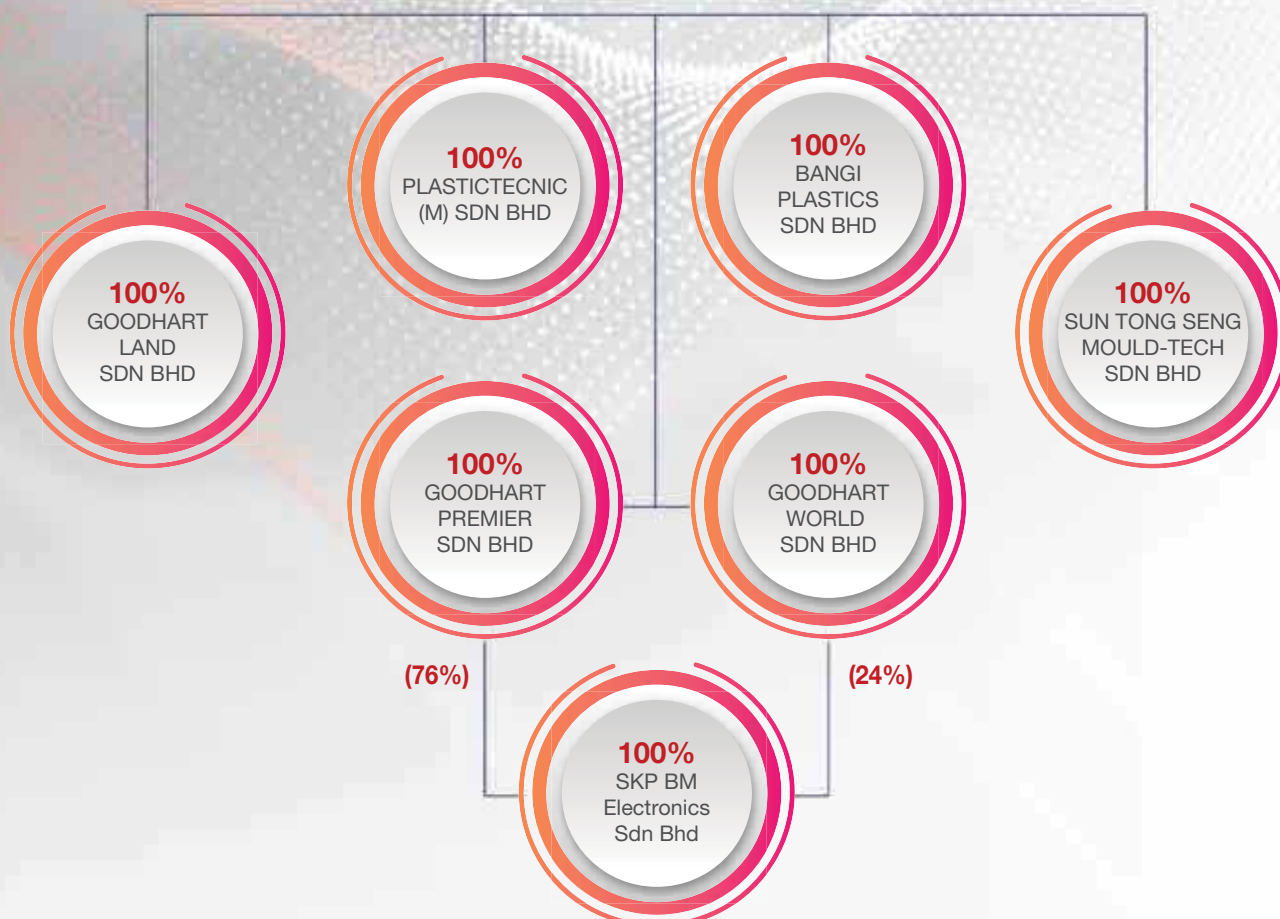 100%
PLASTICTECNIC
(M) SDN BHD
100%
BANGI
PLASTICS
SDN BHD
100%
GOODHART
LAND
SDN BHD
100%
SUN TONG SENG
MOULD-TECH
SDN BHD
100%
GOODHART
PREMIER
SDN BHD
100%
GOODHART
WORLD
SDN BHD
(76%)
(24%)
100%
SKP BM
Electronics
Sdn Bhd